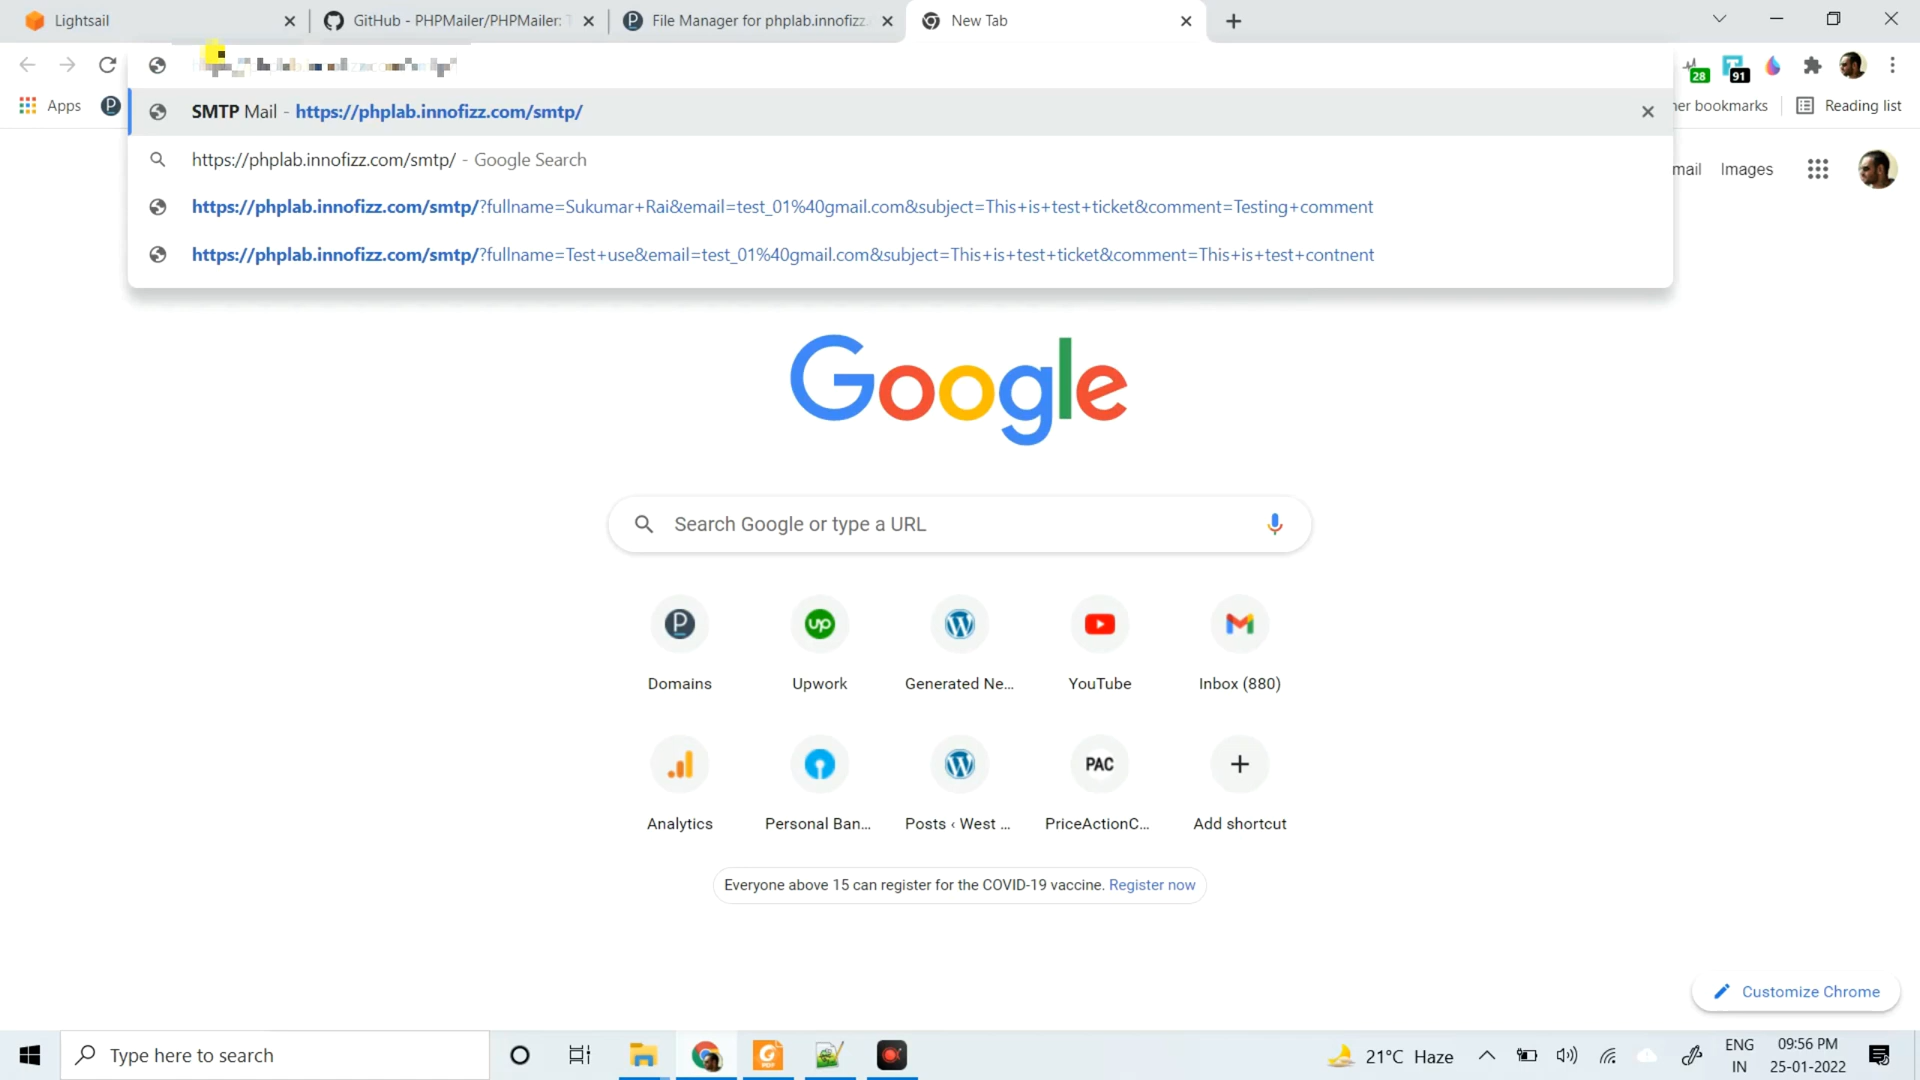 Lightsail
GitHub - PHPMailer/PHPMailer: T
File Manager for phplab.innofizz.
New Tab
28
91
Apps
SMTP Mail - https://phplab.innofizz.com/smtp/
her bookmarks
Reading list
https://phplab.innofizz.com/smtp/ - Google Search
mail
Images
https://phplab.innofizz.com/smtp/?fullname=Sukumar+Rai&email=test_01%40gmail.com&subject=This+is+test+ticket&comment=Testing+comment
https://phplab.innofizz.com/smtp/?fullname=Test+use&email=test_01%40gmail.com&subject=This+is+test+ticket&comment=This+is+test+contnent
Google
Search Google or type a URL
Domains
Upwork
Generated Ne...
YouTube
Inbox (880)
PAC
Analytics
Personal Ban...
Posts ‹ West ...
PriceActionC...
Add shortcut
Everyone above 15 can register for the COVID-19 vaccine. Register now
Customize Chrome
Type here to search
21°C Haze
ENG
IN
09:56 PM
25-01-2022